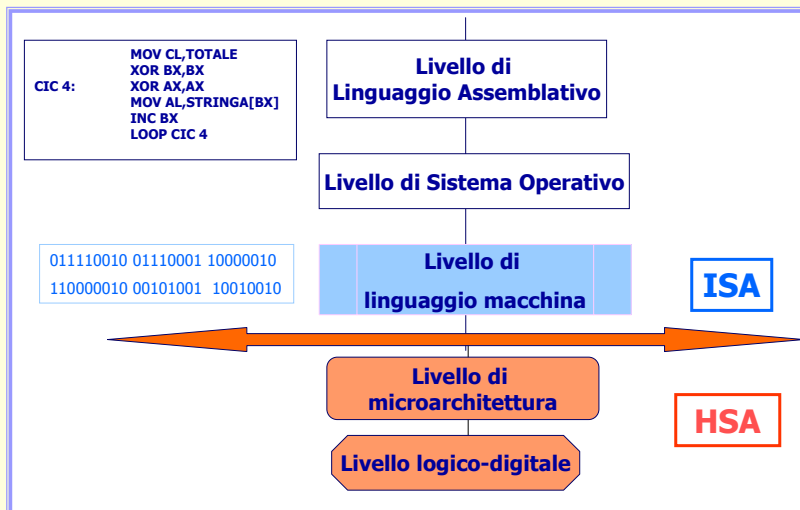 MOV CL,TOTALE
XOR BX,BX
CIC 4: XOR AX,AX
MOV AL,STRINGA[BX]
INC BX
LOOP CIC 4
Livello di
Linguaggio Assemblativo
Livello di Sistema Operativo
011110010 01110001 10000010
110000010 00101001 10010010
Livello di
linguaggio macchina
ISA
Livello di
microarchitettura
HSA
Livello logico-digitale